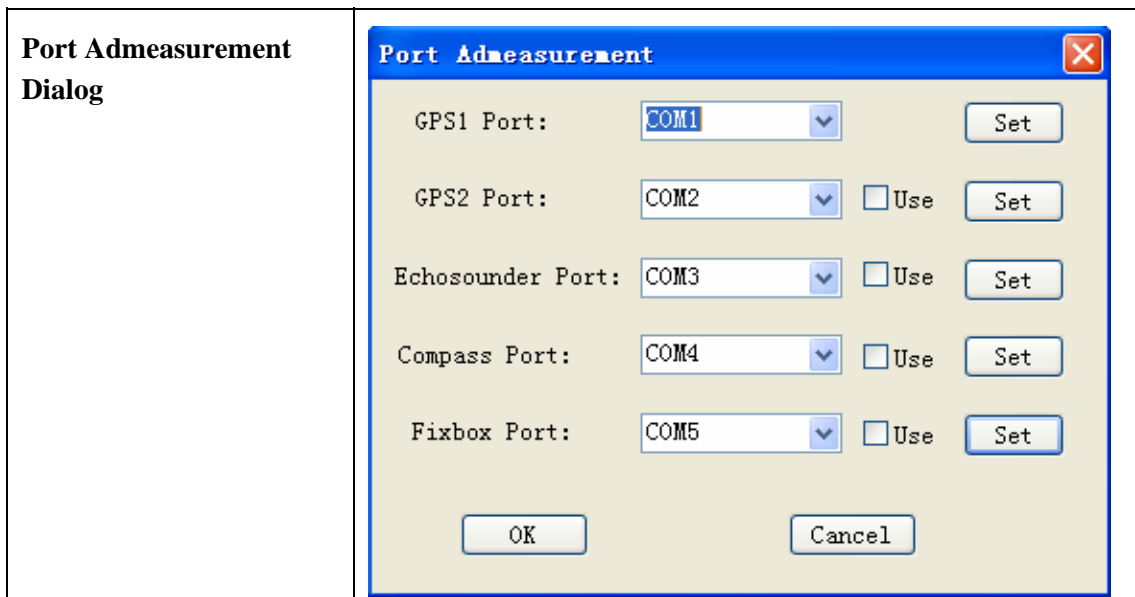 Port Admeasurement
Dialog
Port Admeasurement
GPS1 Port: COM1 Set
GPS2 Port: COM2 Use Set
Echosounder Port: COM3 Use Set
Compass Port: COM4 Use Set
Fixbox Port: COM5 Use Set
OK Cancel